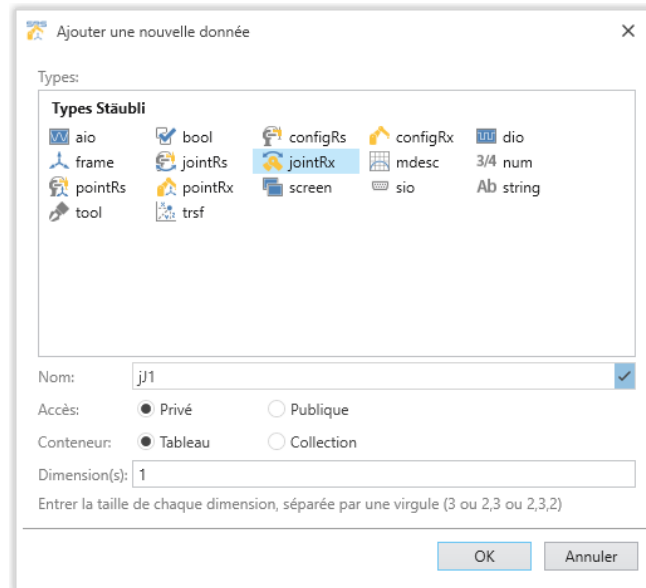 Ajouter une nouvelle donnée
Types:
Types Stäubli
aio bool configRs configRx dio
frame jointRs jointRx mdesc 3/4 num
pointRs pointRx screen sio Ab string
tool trsf
Nom: jJ1
Accès: Privé Publique
Conteneur: Tableau Collection
Dimension(s): 1
Entrer la taille de chaque dimension, séparée par une virgule (3 ou 2,3 ou 2,3,2)
OK Annuler